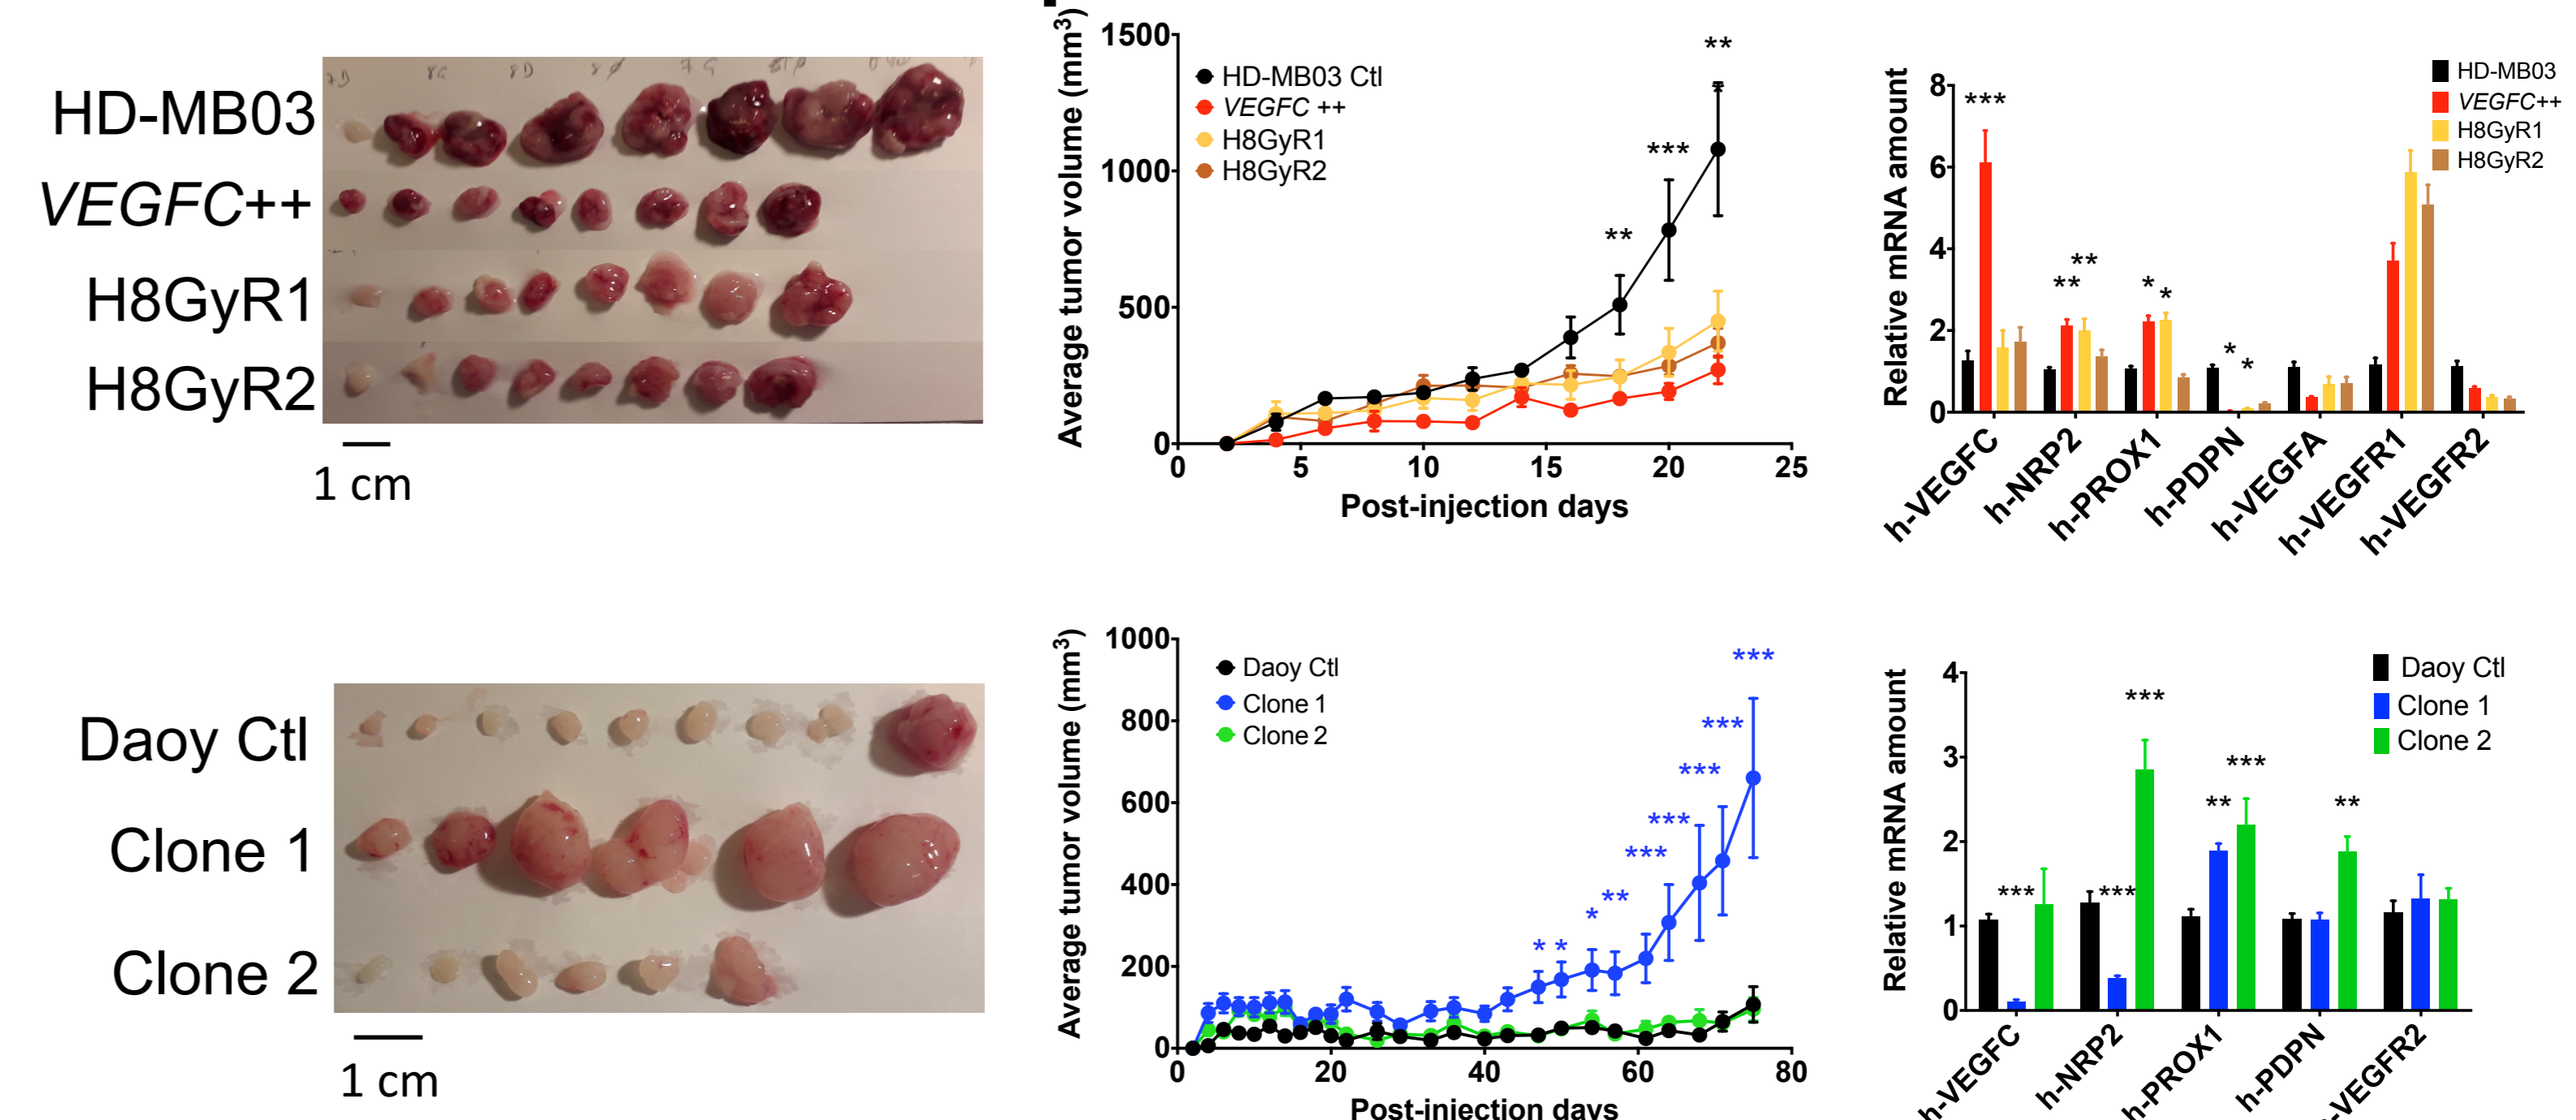 HD-MB03
VEGFC++
H8GyR1
H8GyR2
1 cm
Average tumor volume (mm³)
1500
1000
500
0
HD-MB03 Ctl
VEGFC ++
H8GyR1
H8GyR2
**
***
**
0 5 10 15 20 25
Post-injection days
Relative mRNA amount
8
6
4
2
0
HD-MB03
VEGFC++
H8GyR1
H8GyR2
***
**
**
*
*
*
*
h-VEGFC
h-NRP2
h-PROX1
h-PDPN
h-VEGFA
h-VEGFR1
h-VEGFR2
Daoy Ctl
Clone 1
Clone 2
1 cm
Average tumor volume (mm³)
1000
800
600
400
200
0
Daoy Ctl
Clone 1
Clone 2
* * * ** *** *** *** *** ***
0 20 40 60 80
Post-injection days
Relative mRNA amount
4
3
2
1
0
Daoy Ctl
Clone 1
Clone 2
*** *** *** ** *** **
h-VEGFC
h-NRP2
h-PROX1
h-PDPN
h-VEGFR2